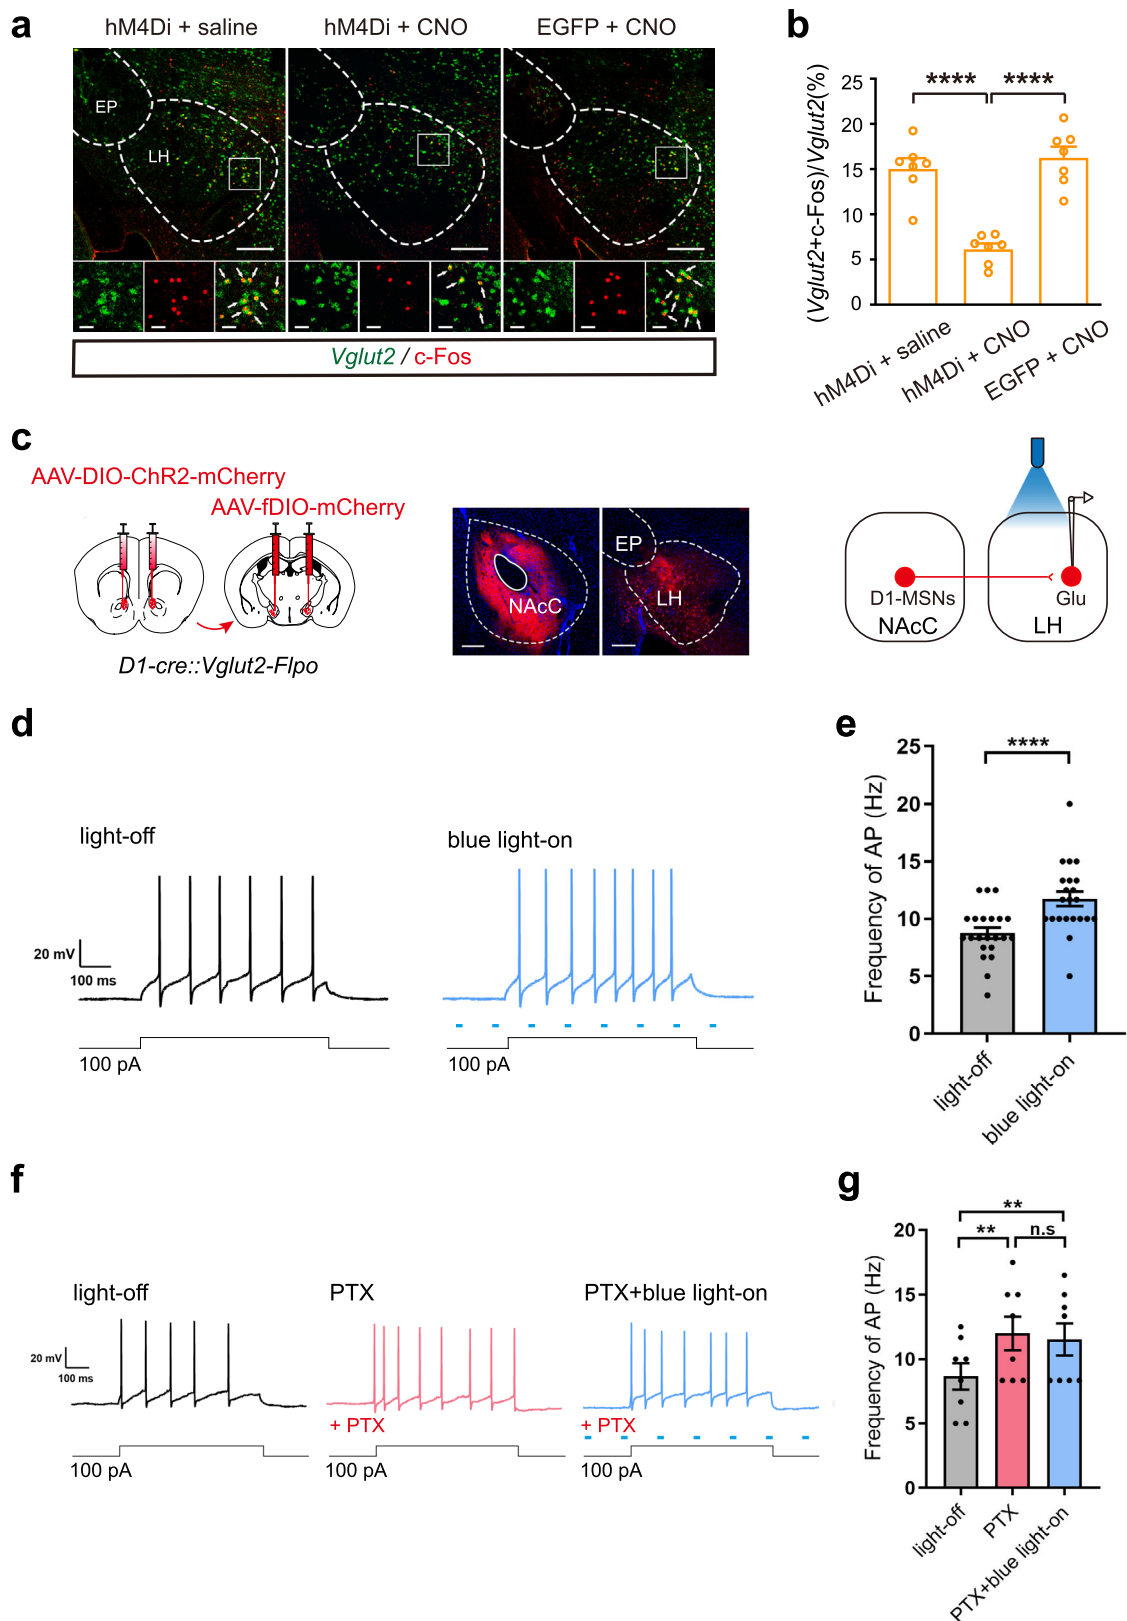 a
hM4Di + saline
hM4Di + CNO
EGFP + CNO
EP
LH
Vglut2 / c-Fos
b
(Vglut2+c-Fos)/Vglut2(%)
25
20
15
10
5
0
**** ****
hM4Di + saline
hM4Di + CNO
EGFP + CNO
c
AAV-DIO-ChR2-mCherry
AAV-fDIO-mCherry
D1-cre::Vglut2-Flpo
NAcC
EP
LH
D1-MSNs
NAcC
Glu
LH
d
light-off
20 mV
100 ms
100 pA
blue light-on
100 pA
e
Frequency of AP (Hz)
25
20
15
10
5
0
****
light-off
blue light-on
f
light-off
20 mV
100 ms
100 pA
PTX
+ PTX
100 pA
PTX+blue light-on
+ PTX
100 pA
g
Frequency of AP (Hz)
20
15
10
5
0
**
** n.s
light-off
PTX
PTX+blue light-on